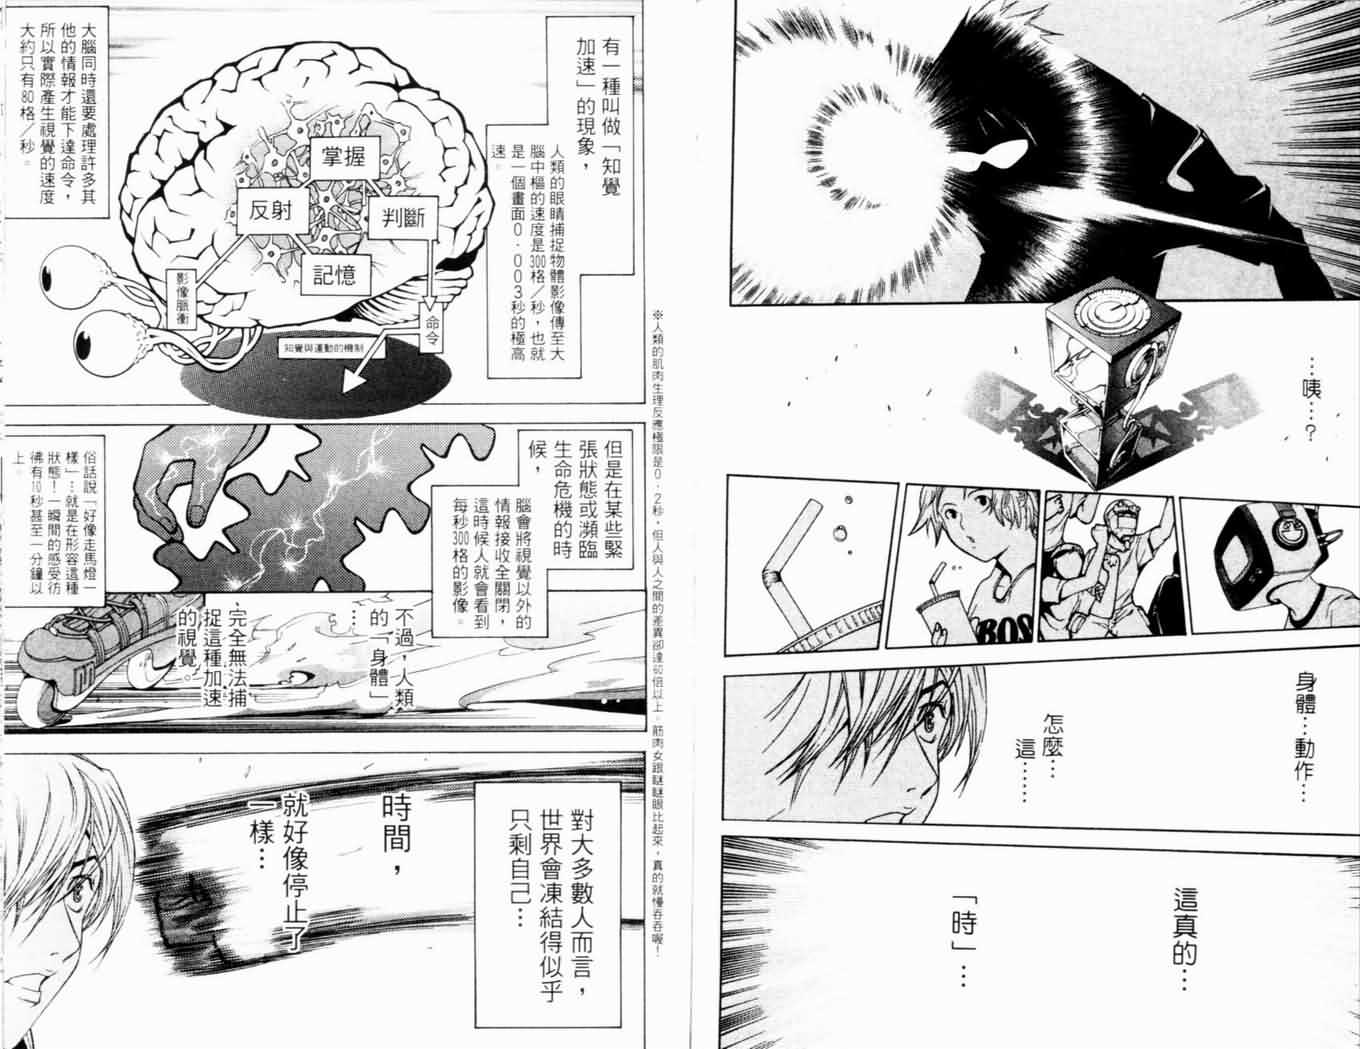 …咦…?
BOS
身體…動作…
怎麼…
這……
這真的…
「時」…
※人類的肌肉生理反應極限是0．2秒，但人與人之間的差異卻達60倍以上。筋肉女跟瞇瞇眼比起來，真的就慢吞吞喔！
有一種叫做「知覺
加速」的現象，
人類的眼睛捕捉物體影像傳至大
腦中樞的速度是300格／秒，也就
是一個畫面0．003秒的極高
速。
掌握
反射
判斷
記憶
影像脈衝
命令
知覺與運動的機制
大腦同時還要處理許多其
他的情報才能下達命令，
所以實際產生視覺的速度
大約只有80格／秒。
但是在某些緊
張狀態或瀕臨
生命危機的時
候，
腦會將視覺以外的
情報接收全關閉，
這時候人就會看到
每秒300格的影像。
俗話說「好像走馬燈一
樣」…就是在形容這種
狀態！一瞬間的感受彷
彿有10秒甚至一分鐘以
上。
不過，人類
的「身體」
…
完全無法捕
捉這種加速
的視覺。
對大多數人而言，
世界會凍結得似乎
只剩自己…
時間，
就好像停止了
一樣…